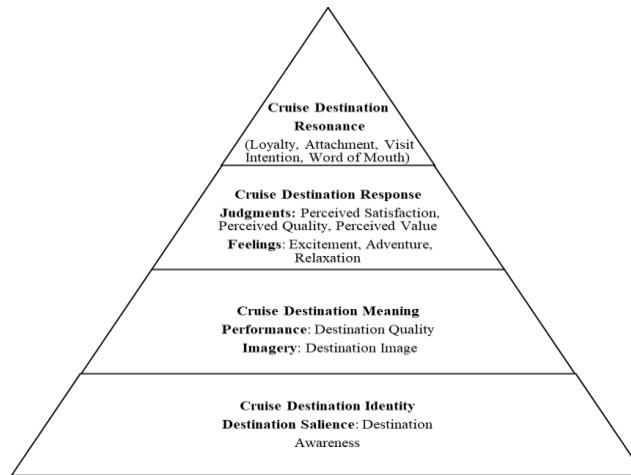 Cruise Destination
Resonance
(Loyalty, Attachment, Visit
Intention, Word of Mouth)
Cruise Destination Response
Judgments: Perceived Satisfaction,
Perceived Quality, Perceived Value
Feelings: Excitement, Adventure,
Relaxation
Cruise Destination Meaning
Performance: Destination Quality
Imagery: Destination Image
Cruise Destination Identity
Destination Salience: Destination
Awareness